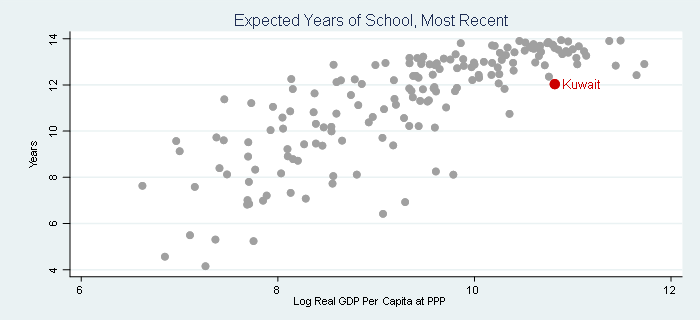 Expected Years of School, Most Recent
14
12
10
8
6
4
Years
Kuwait
6
8
10
12
Log Real GDP Per Capita at PPP